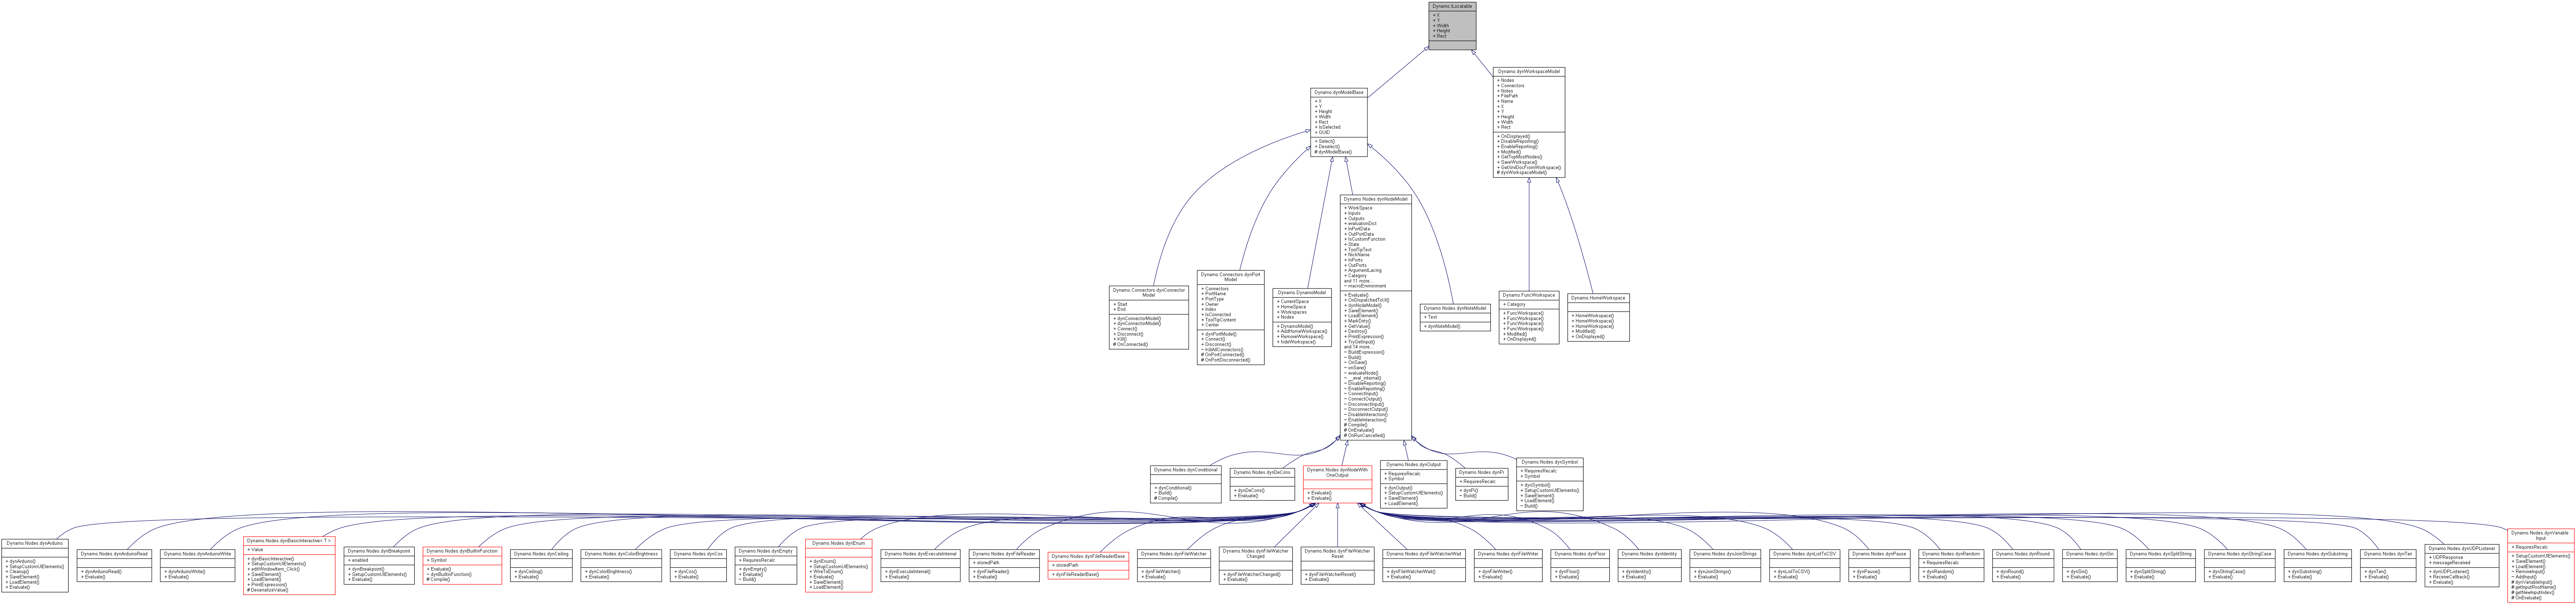 Dynamo.ILocatable
+ X
+ Y
+ Width
+ Height
+ Rect
Dynamo.dynWorkspaceModel
+ Nodes
+ Connectors
+ Notes
+ FilePath
+ Name
+ X
+ Y
+ Height
+ Width
+ Rect
+ OnDisplayed()
+ DisableReporting()
+ EnableReporting()
+ Modified()
+ GetTopMostNodes()
+ SaveWorkspace()
+ GetXmlDocFromWorkspace()
# dynWorkspaceModel()
Dynamo.dynModelBase
+ X
+ Y
+ Height
+ Width
+ Rect
+ IsSelected
+ GUID
+ Select()
+ Deselect()
# dynModelBase()
Dynamo.Nodes.dynNodeModel
+ WorkSpace
+ Inputs
+ Outputs
+ evaluationDict
+ InPortData
+ OutPortData
+ IsCustomFunction
+ State
+ ToolTipText
+ NickName
+ InPorts
+ OutPorts
+ ArgumentLacing
+ Category
and 11 more...
~ macroEnvironment
+ Evaluate()
+ OnDispatchedToUI()
+ dynNodeModel()
+ SaveElement()
+ LoadElement()
+ MarkDirty()
+ GetValue()
+ Destroy()
+ PrintExpression()
+ TryGetInput()
and 14 more...
~ BuildExpression()
~ Build()
~ OnSave()
~ onSave()
~ evaluateNode()
~ __eval_internal()
~ DisableReporting()
~ EnableReporting()
~ ConnectInput()
~ ConnectOutput()
~ DisconnectInput()
~ DisconnectOutput()
~ DisableInteraction()
~ EnableInteraction()
# Compile()
# OnEvaluate()
# OnRunCancelled()
Dynamo.Connectors.dynConnector
Model
+ Start
+ End
+ dynConnectorModel()
+ dynConnectorModel()
+ Connect()
+ Disconnect()
+ Kill()
# OnConnected()
Dynamo.Connectors.dynPort
Model
+ Connectors
+ PortName
+ PortType
+ Owner
+ Index
+ IsConnected
+ ToolTipContent
+ Center
+ dynPortModel()
+ Connect()
+ Disconnect()
~ KillAllConnectors()
# OnPortConnected()
# OnPortDisconnected()
Dynamo.DynamoModel
+ CurrentSpace
+ HomeSpace
+ Workspaces
+ Nodes
+ DynamoModel()
+ AddHomeWorkspace()
+ RemoveWorkspace()
+ hideWorkspace()
Dynamo.Nodes.dynNoteModel
+ Text
+ dynNoteModel()
Dynamo.FuncWorkspace
+ Category
+ FuncWorkspace()
+ FuncWorkspace()
+ FuncWorkspace()
+ FuncWorkspace()
+ Modified()
+ OnDisplayed()
Dynamo.HomeWorkspace
+ HomeWorkspace()
+ HomeWorkspace()
+ HomeWorkspace()
+ Modified()
+ OnDisplayed()
Dynamo.Nodes.dynConditional
+ dynConditional()
~ Build()
# Compile()
Dynamo.Nodes.dynDeCons
+ dynDeCons()
+ Evaluate()
Dynamo.Nodes.dynNodeWith
OneOutput
+ Evaluate()
+ Evaluate()
Dynamo.Nodes.dynOutput
+ RequiresRecalc
+ Symbol
+ dynOutput()
+ SetupCustomUIElements()
+ SaveElement()
+ LoadElement()
Dynamo.Nodes.dynPi
+ RequiresRecalc
+ dynPi()
~ Build()
Dynamo.Nodes.dynSymbol
+ RequiresRecalc
+ Symbol
+ dynSymbol()
+ SetupCustomUIElements()
+ SaveElement()
+ LoadElement()
~ Build()
Dynamo.Nodes.dynArduino
+ dynArduino()
+ SetupCustomUIElements()
+ Cleanup()
+ SaveElement()
+ LoadElement()
+ Evaluate()
Dynamo.Nodes.dynArduinoRead
+ dynArduinoRead()
+ Evaluate()
Dynamo.Nodes.dynArduinoWrite
+ dynArduinoWrite()
+ Evaluate()
Dynamo.Nodes.dynBasicInteractive< T >
+ Value
+ dynBasicInteractive()
+ SetupCustomUIElements()
+ editWindowItem_Click()
+ SaveElement()
+ LoadElement()
+ PrintExpression()
# DeserializeValue()
Dynamo.Nodes.dynBreakpoint
+ enabled
+ dynBreakpoint()
+ SetupCustomUIElements()
+ Evaluate()
Dynamo.Nodes.dynBuiltinFunction
+ Symbol
+ Evaluate()
~ dynBuiltinFunction()
# Compile()
Dynamo.Nodes.dynCeiling
+ dynCeiling()
+ Evaluate()
Dynamo.Nodes.dynColorBrightness
+ dynColorBrightness()
+ Evaluate()
Dynamo.Nodes.dynCos
+ dynCos()
+ Evaluate()
Dynamo.Nodes.dynEmpty
+ RequiresRecalc
+ dynEmpty()
+ Evaluate()
~ Build()
Dynamo.Nodes.dynEnum
+ dynEnum()
+ SetupCustomUIElements()
+ WireToEnum()
+ Evaluate()
+ SaveElement()
+ LoadElement()
Dynamo.Nodes.dynExecuteInterval
+ dynExecuteInterval()
+ Evaluate()
Dynamo.Nodes.dynFileReader
+ storedPath
+ dynFileReader()
+ Evaluate()
Dynamo.Nodes.dynFileReaderBase
+ storedPath
+ dynFileReaderBase()
Dynamo.Nodes.dynFileWatcher
+ dynFileWatcher()
+ Evaluate()
Dynamo.Nodes.dynFileWatcher
Changed
+ dynFileWatcherChanged()
+ Evaluate()
Dynamo.Nodes.dynFileWatcher
Reset
+ dynFileWatcherReset()
+ Evaluate()
Dynamo.Nodes.dynFileWatcherWait
+ dynFileWatcherWait()
+ Evaluate()
Dynamo.Nodes.dynFileWriter
+ dynFileWriter()
+ Evaluate()
Dynamo.Nodes.dynFloor
+ dynFloor()
+ Evaluate()
Dynamo.Nodes.dynIdentity
+ dynIdentity()
+ Evaluate()
Dynamo.Nodes.dynJoinStrings
+ dynJoinStrings()
+ Evaluate()
Dynamo.Nodes.dynListToCSV
+ dynListToCSV()
+ Evaluate()
Dynamo.Nodes.dynPause
+ dynPause()
+ Evaluate()
Dynamo.Nodes.dynRandom
+ RequiresRecalc
+ dynRandom()
+ Evaluate()
Dynamo.Nodes.dynRound
+ dynRound()
+ Evaluate()
Dynamo.Nodes.dynSin
+ dynSin()
+ Evaluate()
Dynamo.Nodes.dynSplitString
+ dynSplitString()
+ Evaluate()
Dynamo.Nodes.dynStringCase
+ dynStringCase()
+ Evaluate()
Dynamo.Nodes.dynSubstring
+ dynSubstring()
+ Evaluate()
Dynamo.Nodes.dynTan
+ dynTan()
+ Evaluate()
Dynamo.Nodes.dynUDPListener
+ UDPResponse
+ messageReceived
+ dynUDPListener()
+ ReceiveCallback()
+ Evaluate()
Dynamo.Nodes.dynVariable
Input
+ RequiresRecalc
+ SetupCustomUIElements()
+ SaveElement()
+ LoadElement()
~ RemoveInput()
~ AddInput()
# dynVariableInput()
# getInputRootName()
# getNewInputIndex()
# OnEvaluate()